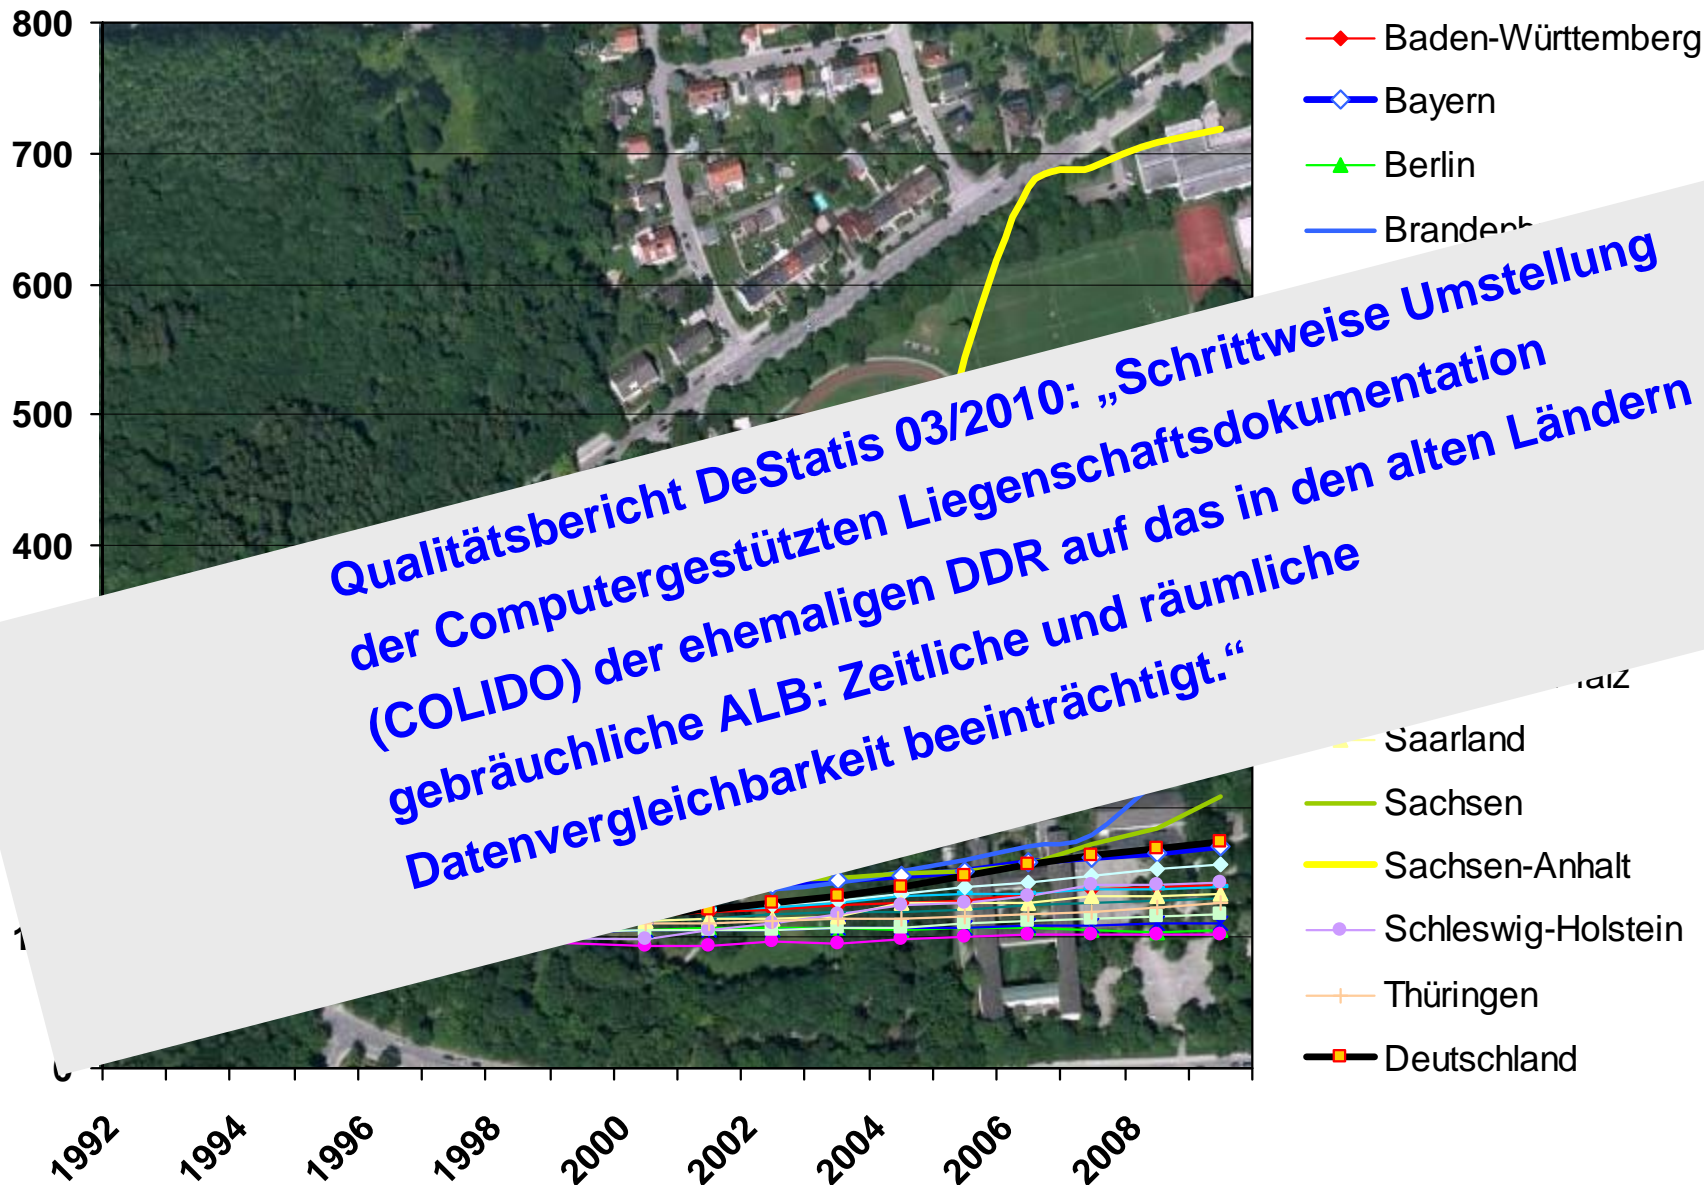 800
700
600
500
400
Baden-Württemberg
Bayern
Berlin
Qualitätsbericht DeStatis 03/2010: „Schrittweise Umstellung
der Computergestützten Liegenschaftsdokumentation
(COLIDO) der ehemaligen DDR auf das in den alten Ländern
gebräuchliche ALB: Zeitliche und räumliche
Datenvergleichbarkeit beeinträchtigt.“
Saarland
Sachsen
Sachsen-Anhalt
Schleswig-Holstein
Thüringen
Deutschland
1992
1994
1996
1998
2000
2002
2004
2006
2008